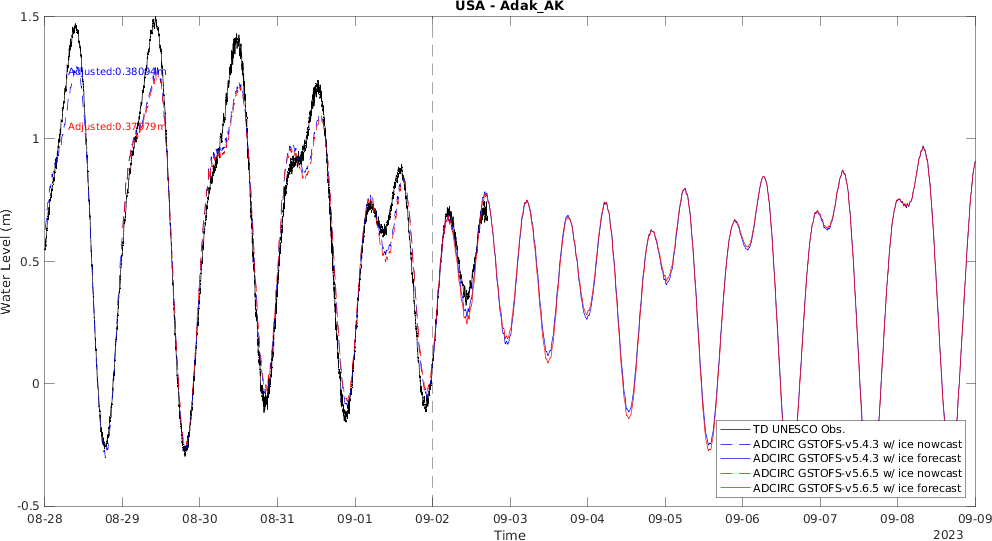 USA - Adak_AK
1.5
1
0.5
0
-0.5
Water Level (m)
Adjusted:0.38094m
Adjusted:0.37979m
TD UNESCO Obs.
ADCIRC GSTOFS-v5.4.3 w/ ice nowcast
ADCIRC GSTOFS-v5.4.3 w/ ice forecast
ADCIRC GSTOFS-v5.6.5 w/ ice nowcast
ADCIRC GSTOFS-v5.6.5 w/ ice forecast
08-28 08-29 08-30 08-31 09-01 09-02 09-03 09-04 09-05 09-06 09-07 09-08 09-09
Time
2023